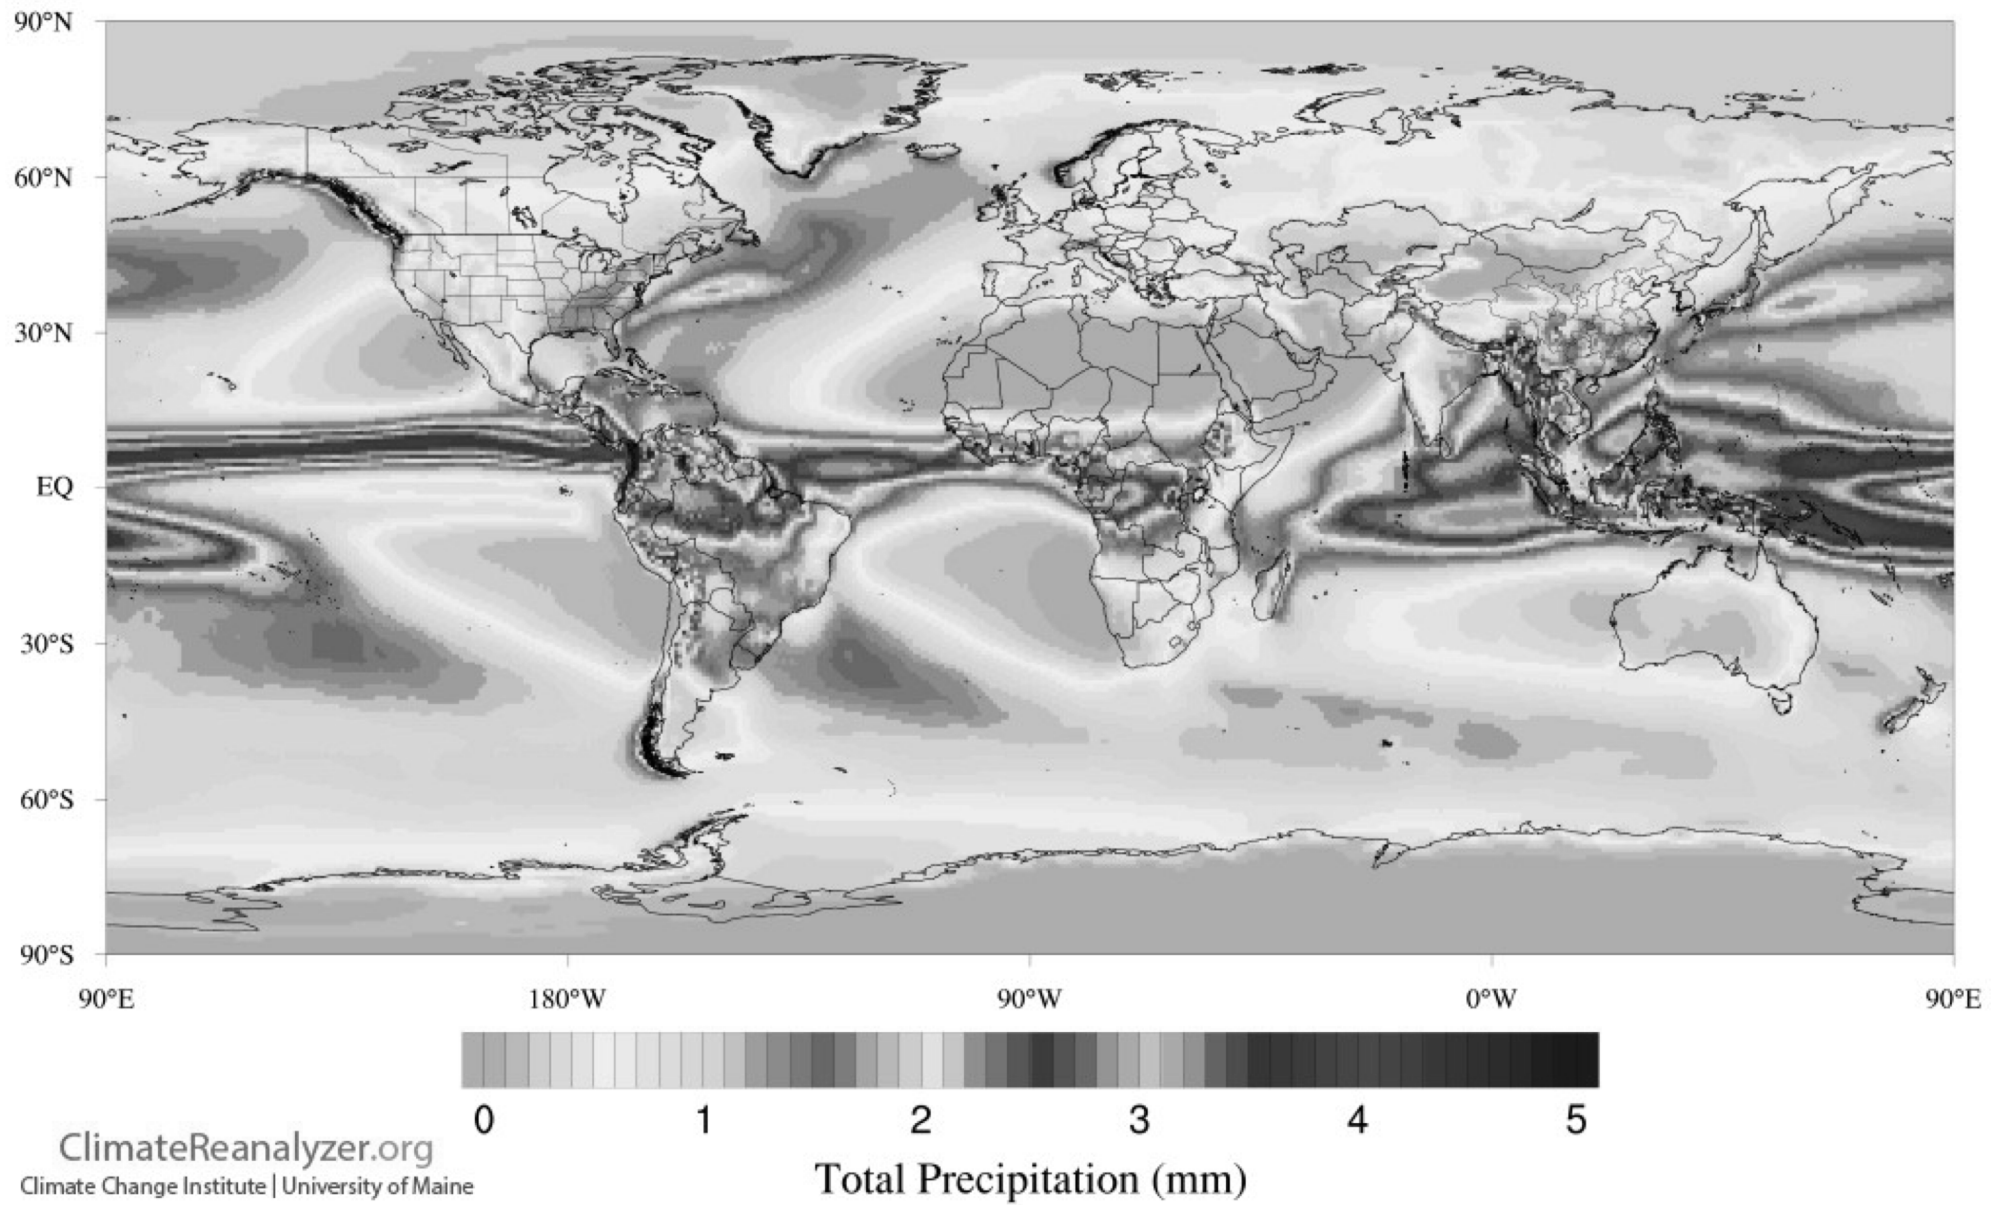 90°N
60°N
30°N
EQ
30°S
60°S
90°S
90°E 180°W 90°W 0°W 90°E
0 1 2 3 4 5
Total Precipitation (mm)
ClimateReanalyzer.org
Climate Change Institute | University of Maine